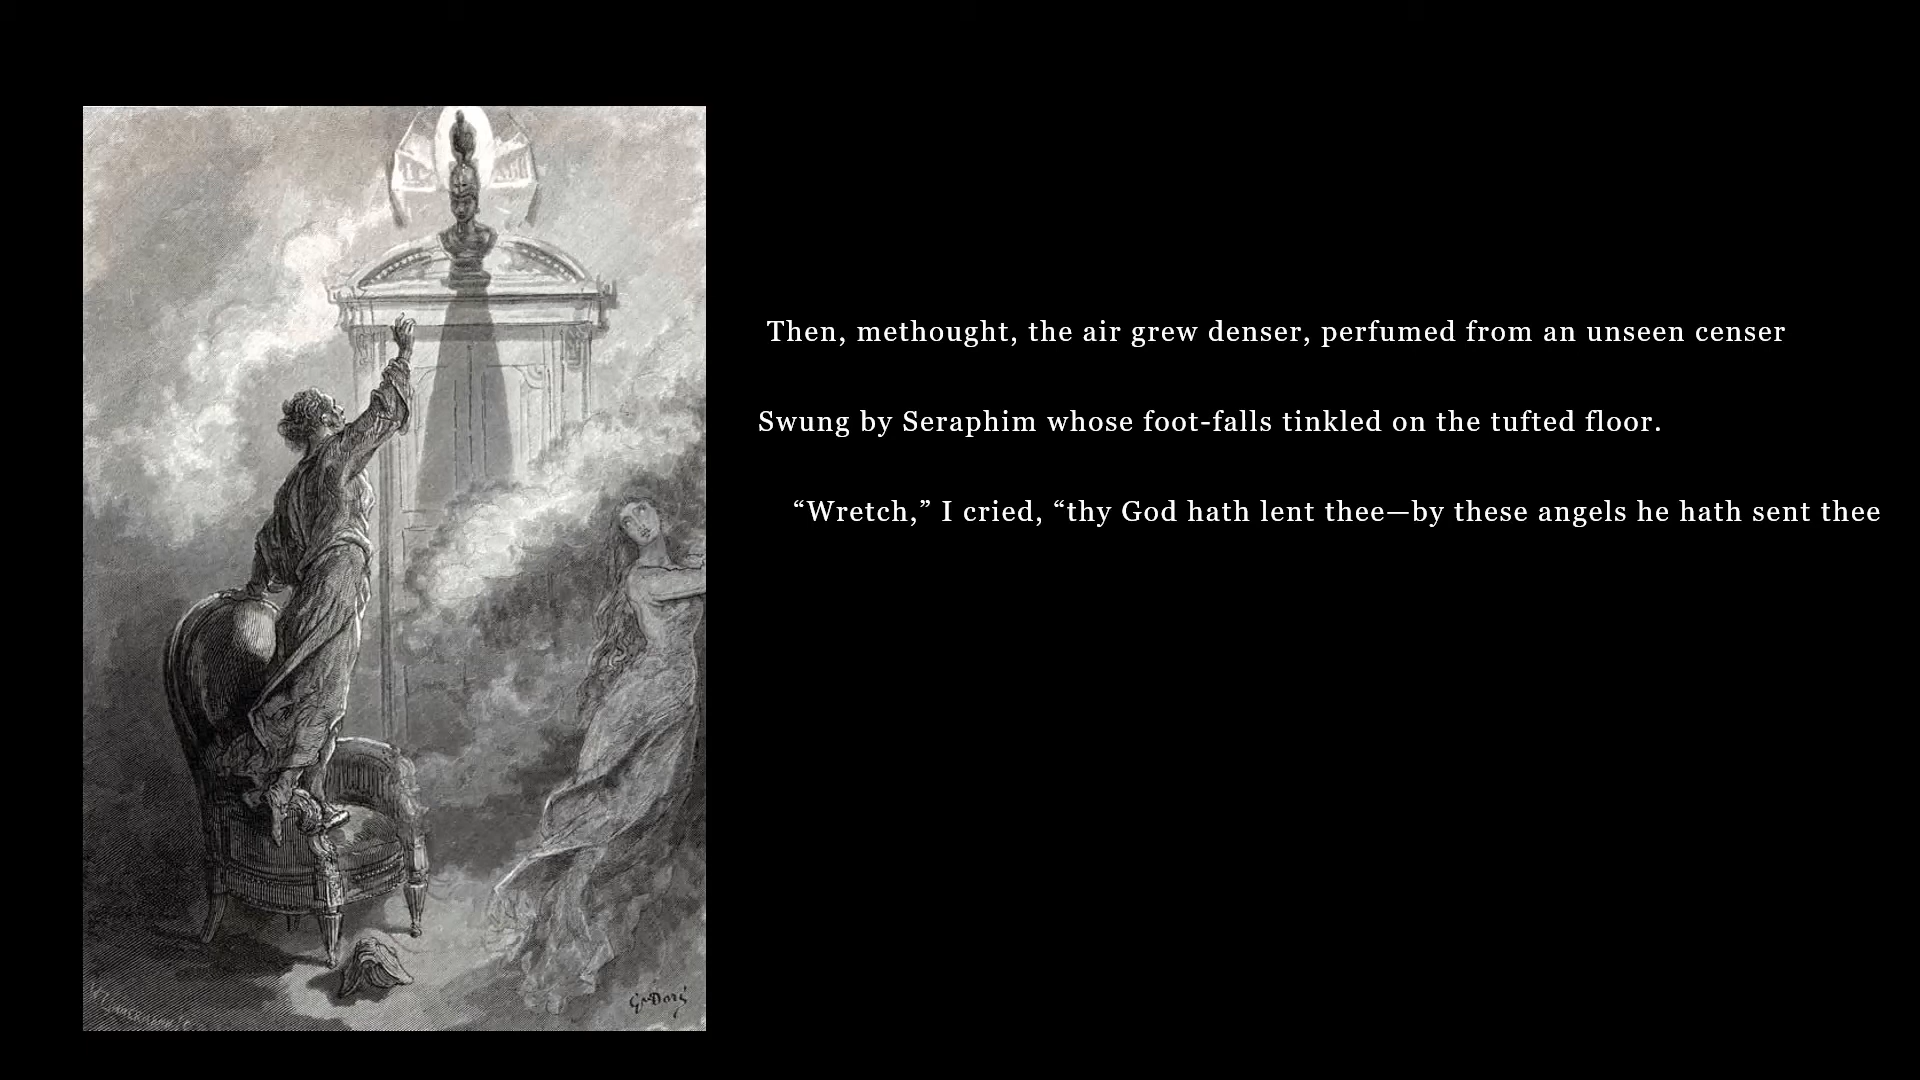 Then, methought, the air grew denser, perfumed from an unseen censer
Swung by Seraphim whose foot-falls tinkled on the tufted floor.
“Wretch,” I cried, “thy God hath lent thee—by these angels he hath sent thee
G Doré